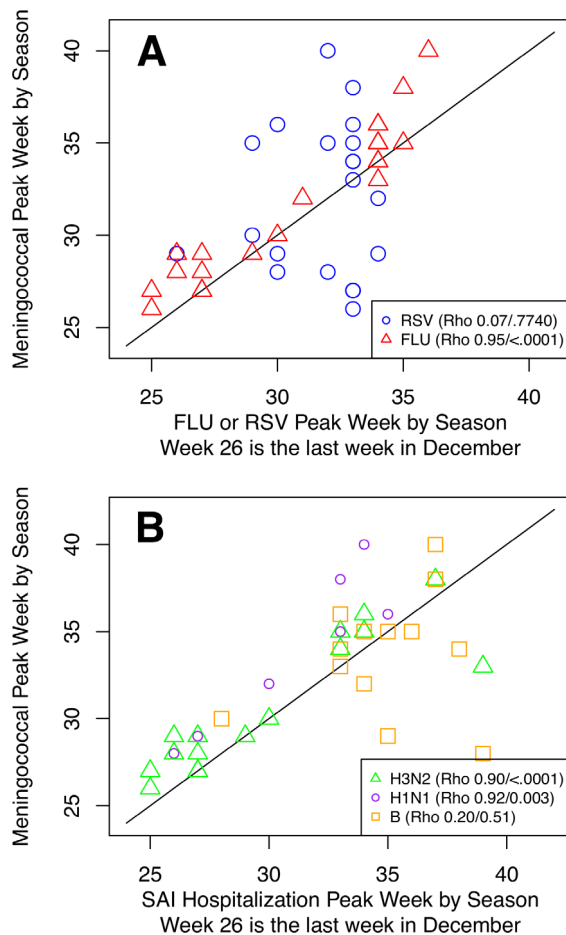 A
Meningococcal Peak Week by Season
40
35
30
25
RSV (Rho 0.07/.7740)
FLU (Rho 0.95/<.0001)
25 30 35 40
FLU or RSV Peak Week by Season
Week 26 is the last week in December
B
Meningococcal Peak Week by Season
40
35
30
25
H3N2 (Rho 0.90/<.0001)
H1N1 (Rho 0.92/0.003)
B (Rho 0.20/0.51)
25 30 35 40
SAI Hospitalization Peak Week by Season
Week 26 is the last week in December